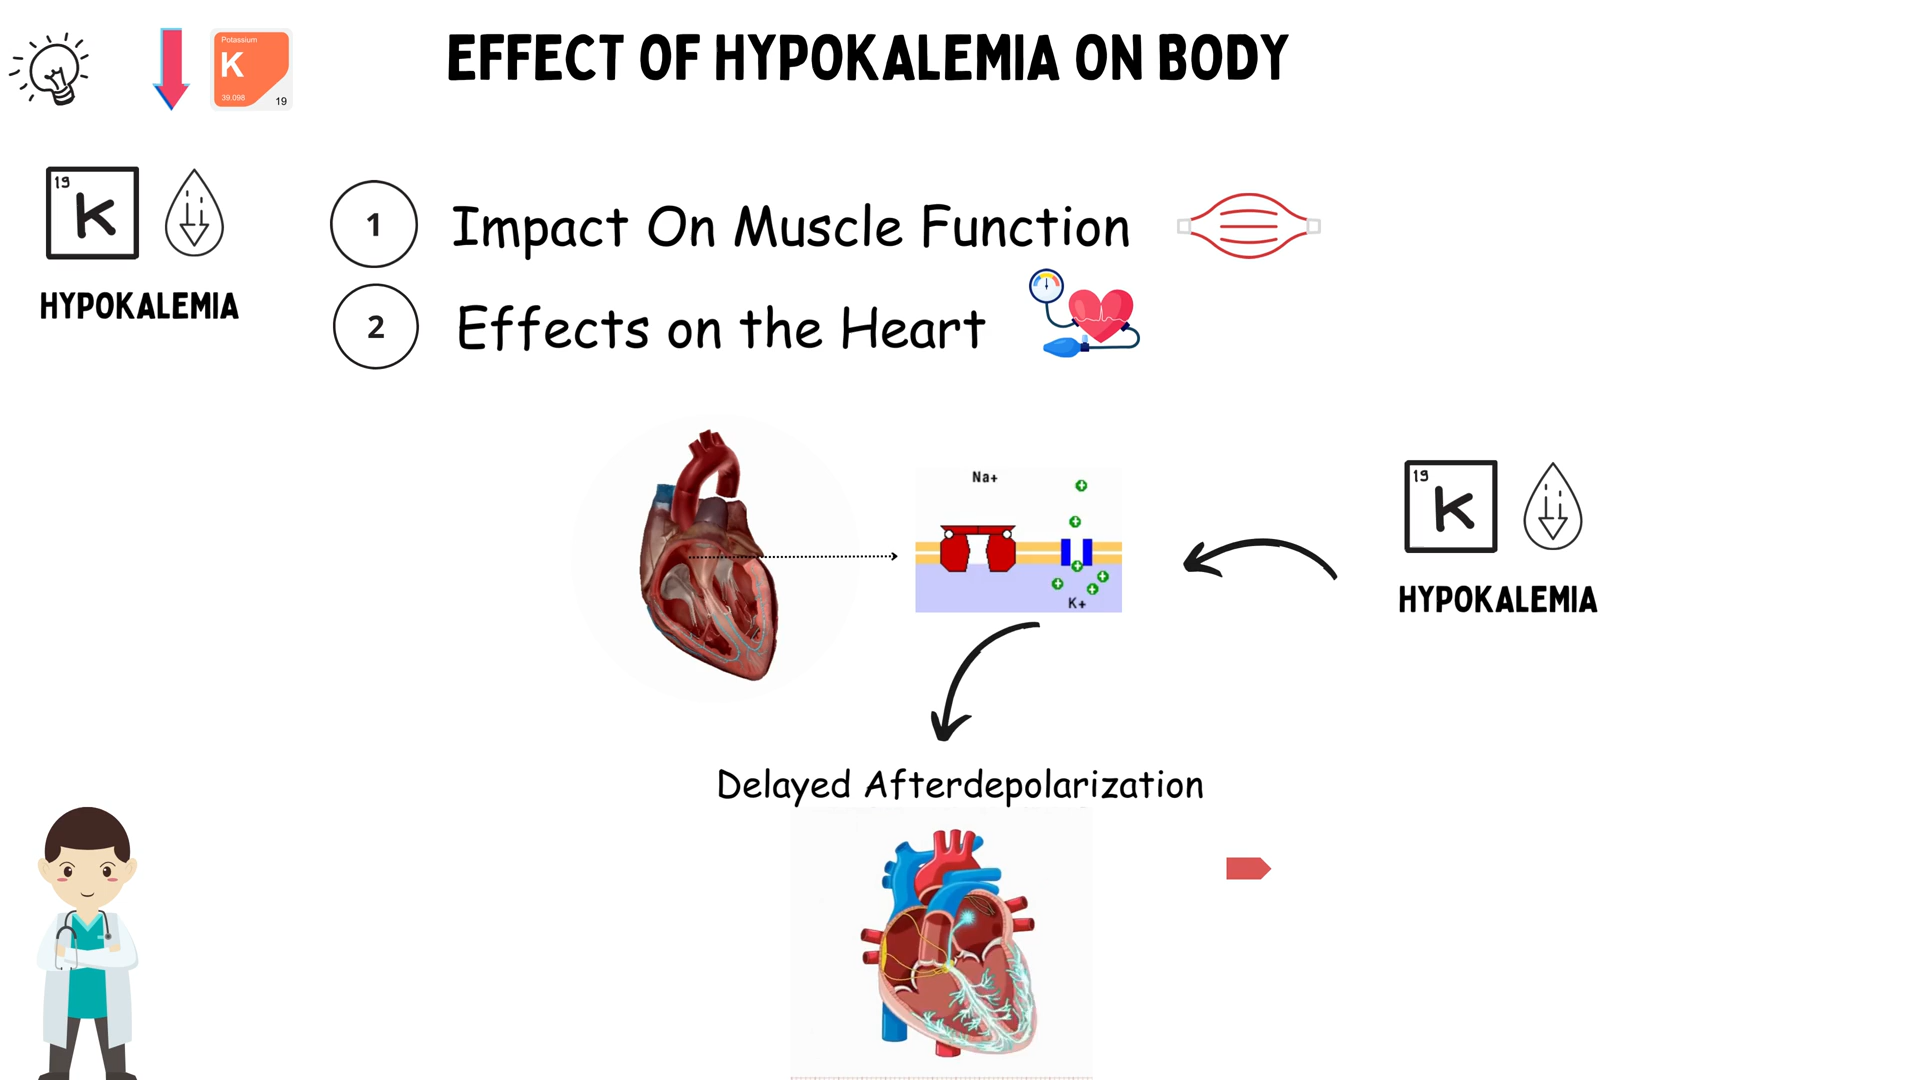 EFFECT OF HYPOKALEMIA ON BODY
Potassium
K
39.098
19
19
K
HYPOKALEMIA
1 Impact On Muscle Function
2 Effects on the Heart
Na+
K+
19
K
HYPOKALEMIA
Delayed Afterdepolarization